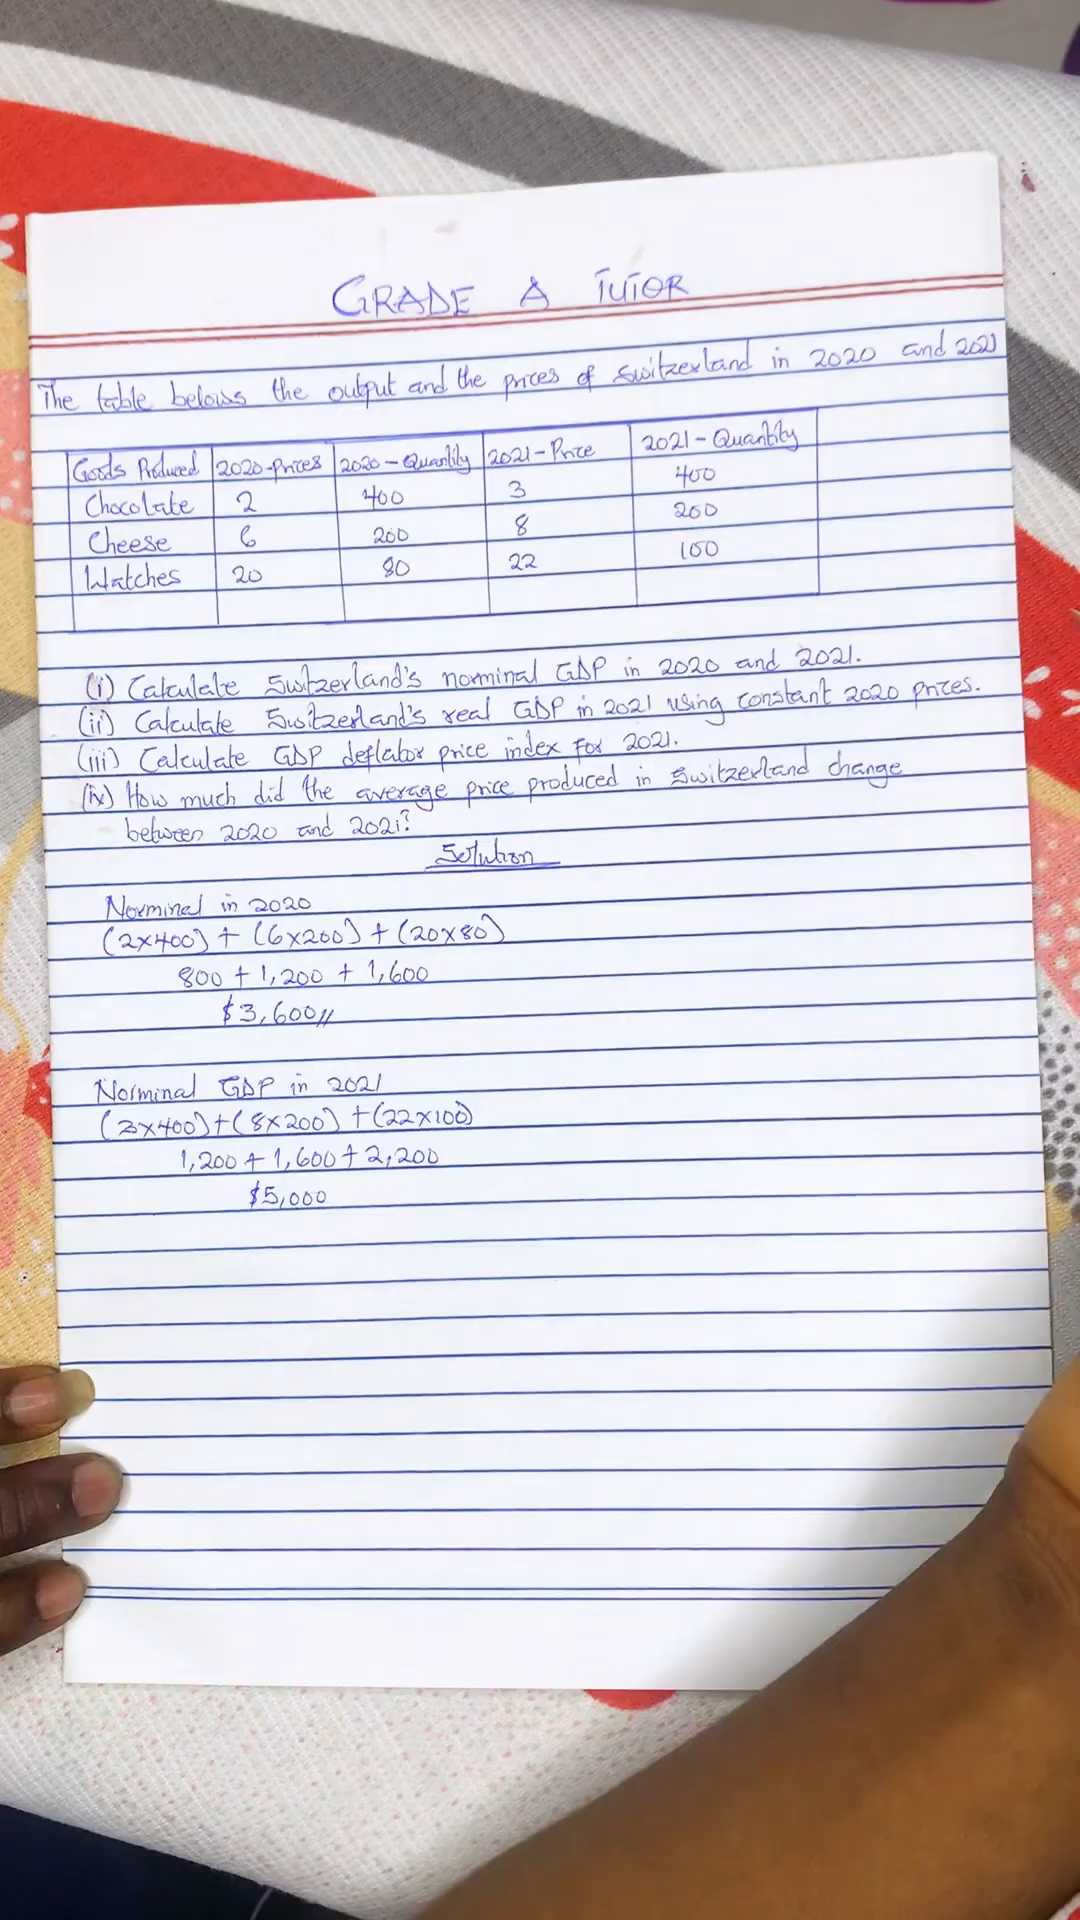 GRADE A TUTOR
The table belows the output and the prices of Switzerland in 2020 and 2021
Goods Produced 2020-prices 2020-Quantity 2021-Price 2021-Quantity
Chocolate 2 400 3 400
Cheese 6 200 8 200
Watches 20 80 22 100
(i) Calculate Switzerland's norminal GDP in 2020 and 2021.
(ii) Calculate Switzerland's real GDP in 2021 using constant 2020 prices.
(iii) Calculate GDP deflator price index for 2021.
(iv) How much did the average price produced in Switzerland change
between 2020 and 2021?
Solution
Norminal in 2020
(2x400) + (6x200) + (20x80)
800 + 1,200 + 1,600
$3,600//
Norminal GDP in 2021
(3x400)+(8x200)+(22x100)
1,200 + 1,600 + 2,200
$5,000